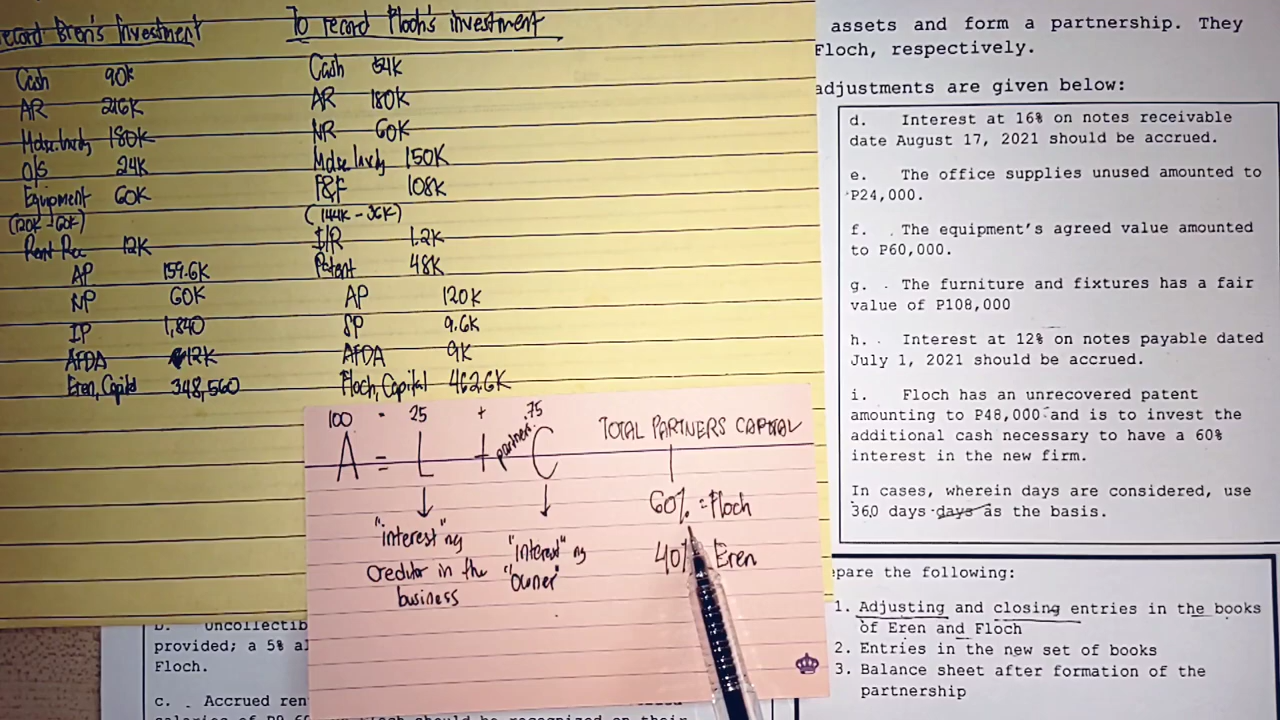 ecord Eren's Investment
Cash 90K
AR 216K
Mdse. Invty 180K
O/S 24K
Equipment 60K
(120K - 60K)
Rent Rec 12K
AP 159.6K
NP 60K
IP 1,840
AFDA 12K
Eren, Capital 348,560
To record Floch's investment
Cash 54K
AR 180K
NR 60K
Mdse Invty 150K
F&F 108K
(144K - 36K)
I/R 1.2K
Patent 48K
AP 120K
SP 9.6K
AFDA 9K
Floch, Capital 462.6K
100 = 25 + .75
A = L + partners' C
"interest" ng
creditor in the
business
"interest" ng
"owner"
TOTAL PARTNERS CAPITAL
60% = Floch
40% Eren
assets and form a partnership. They
Floch, respectively.
adjustments are given below:
d. Interest at 16% on notes receivable
date August 17, 2021 should be accrued.
e. The office supplies unused amounted to
P24,000.
f. The equipment's agreed value amounted
to P60,000.
g. The furniture and fixtures has a fair
value of P108,000
h. Interest at 12% on notes payable dated
July 1, 2021 should be accrued.
i. Floch has an unrecovered patent
amounting to P48,000 and is to invest the
additional cash necessary to have a 60%
interest in the new firm.
In cases, wherein days are considered, use
360 days days as the basis.
epare the following:
1. Adjusting and closing entries in the books
of Eren and Floch
2. Entries in the new set of books
3. Balance sheet after formation of the
partnership
b. Uncollectib
provided; a 5% al
Floch.
c. Accrued ren